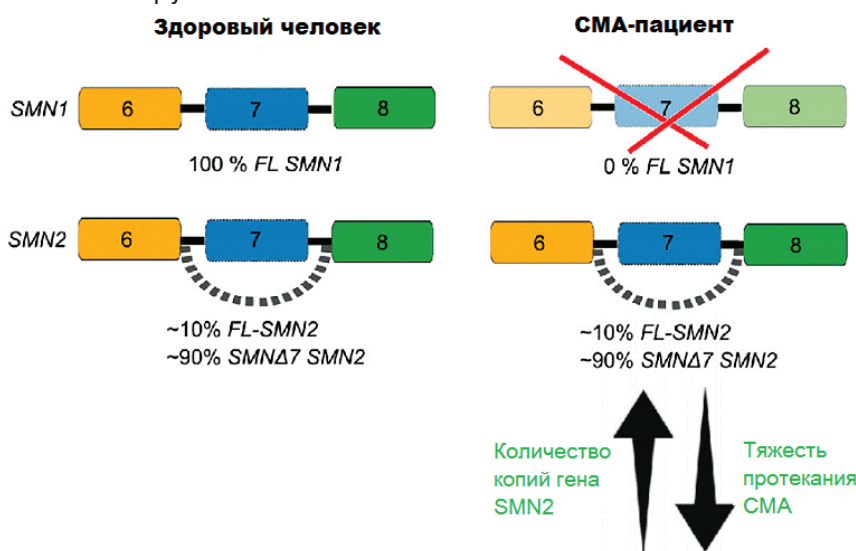 Здоровый человек
СМА-пациент
SMN1
6
7
8
6
7
8
100 % FL SMN1
0 % FL SMN1
SMN2
6
7
8
6
7
8
~10% FL-SMN2
~90% SMNΔ7 SMN2
~10% FL-SMN2
~90% SMNΔ7 SMN2
Количество
копий гена
SMN2
Тяжесть
протекания
СМА